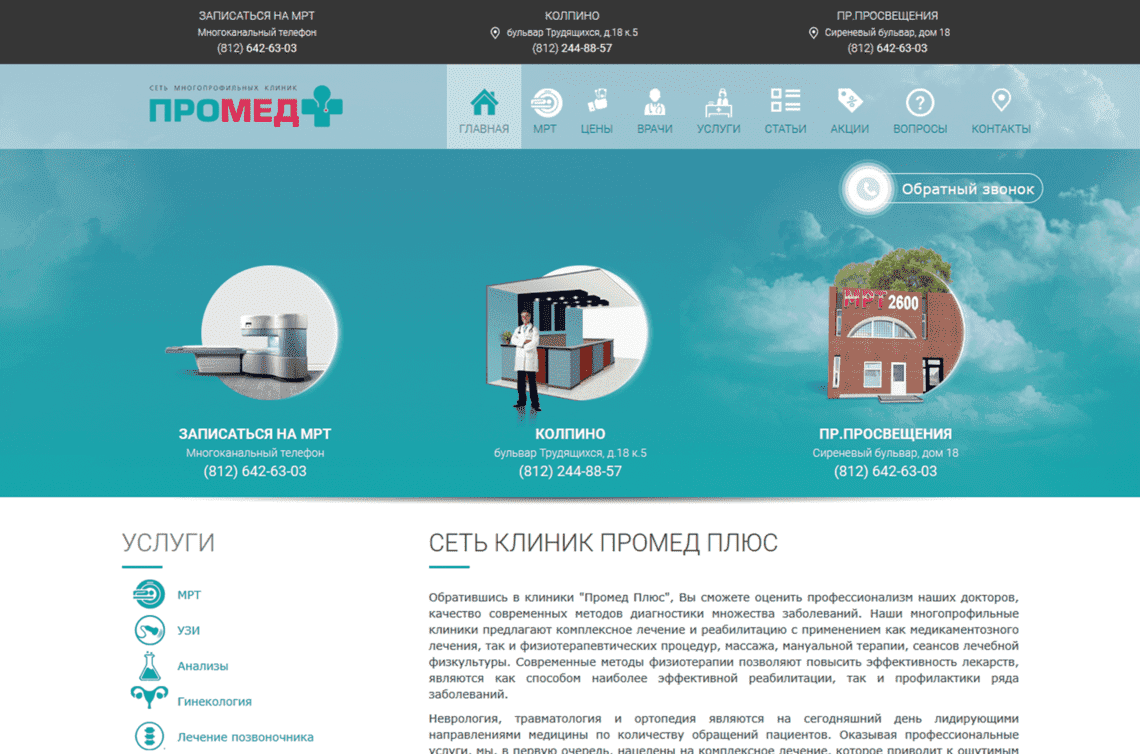 ЗАПИСАТЬСЯ НА МРТ
Многоканальный телефон
(812) 642-63-03
КОЛПИНО
бульвар Трудящихся, д.18 к.5
(812) 244-88-57
ПР.ПРОСВЕЩЕНИЯ
Сиреневый бульвар, дом 18
(812) 642-63-03
СЕТЬ МНОГОПРОФИЛЬНЫХ КЛИНИК
ПРОМЕД
ГЛАВНАЯ
МРТ
ЦЕНЫ
ВРАЧИ
УСЛУГИ
СТАТЬИ
АКЦИИ
ВОПРОСЫ
КОНТАКТЫ
Обратный звонок
МРТ 2600
ЗАПИСАТЬСЯ НА МРТ
Многоканальный телефон
(812) 642-63-03
КОЛПИНО
бульвар Трудящихся, д.18 к.5
(812) 244-88-57
ПР.ПРОСВЕЩЕНИЯ
Сиреневый бульвар, дом 18
(812) 642-63-03
УСЛУГИ
МРТ
УЗИ
Анализы
Гинекология
Лечение позвоночника
СЕТЬ КЛИНИК ПРОМЕД ПЛЮС
Обратившись в клиники "Промед Плюс", Вы сможете оценить профессионализм наших докторов,
качество современных методов диагностики множества заболеваний. Наши многопрофильные
клиники предлагают комплексное лечение и реабилитацию с применением как медикаментозного
лечения, так и физиотерапевтических процедур, массажа, мануальной терапии, сеансов лечебной
физкультуры. Современные методы физиотерапии позволяют повысить эффективность лекарств,
являются как способом наиболее эффективной реабилитации, так и профилактики ряда
заболеваний.
Неврология, травматология и ортопедия являются на сегодняшний день лидирующими
направлениями медицины по количеству обращений пациентов. Оказывая профессиональные
услуги, мы, в первую очередь, нацелены на комплексное лечение, которое приводит к ощутимым